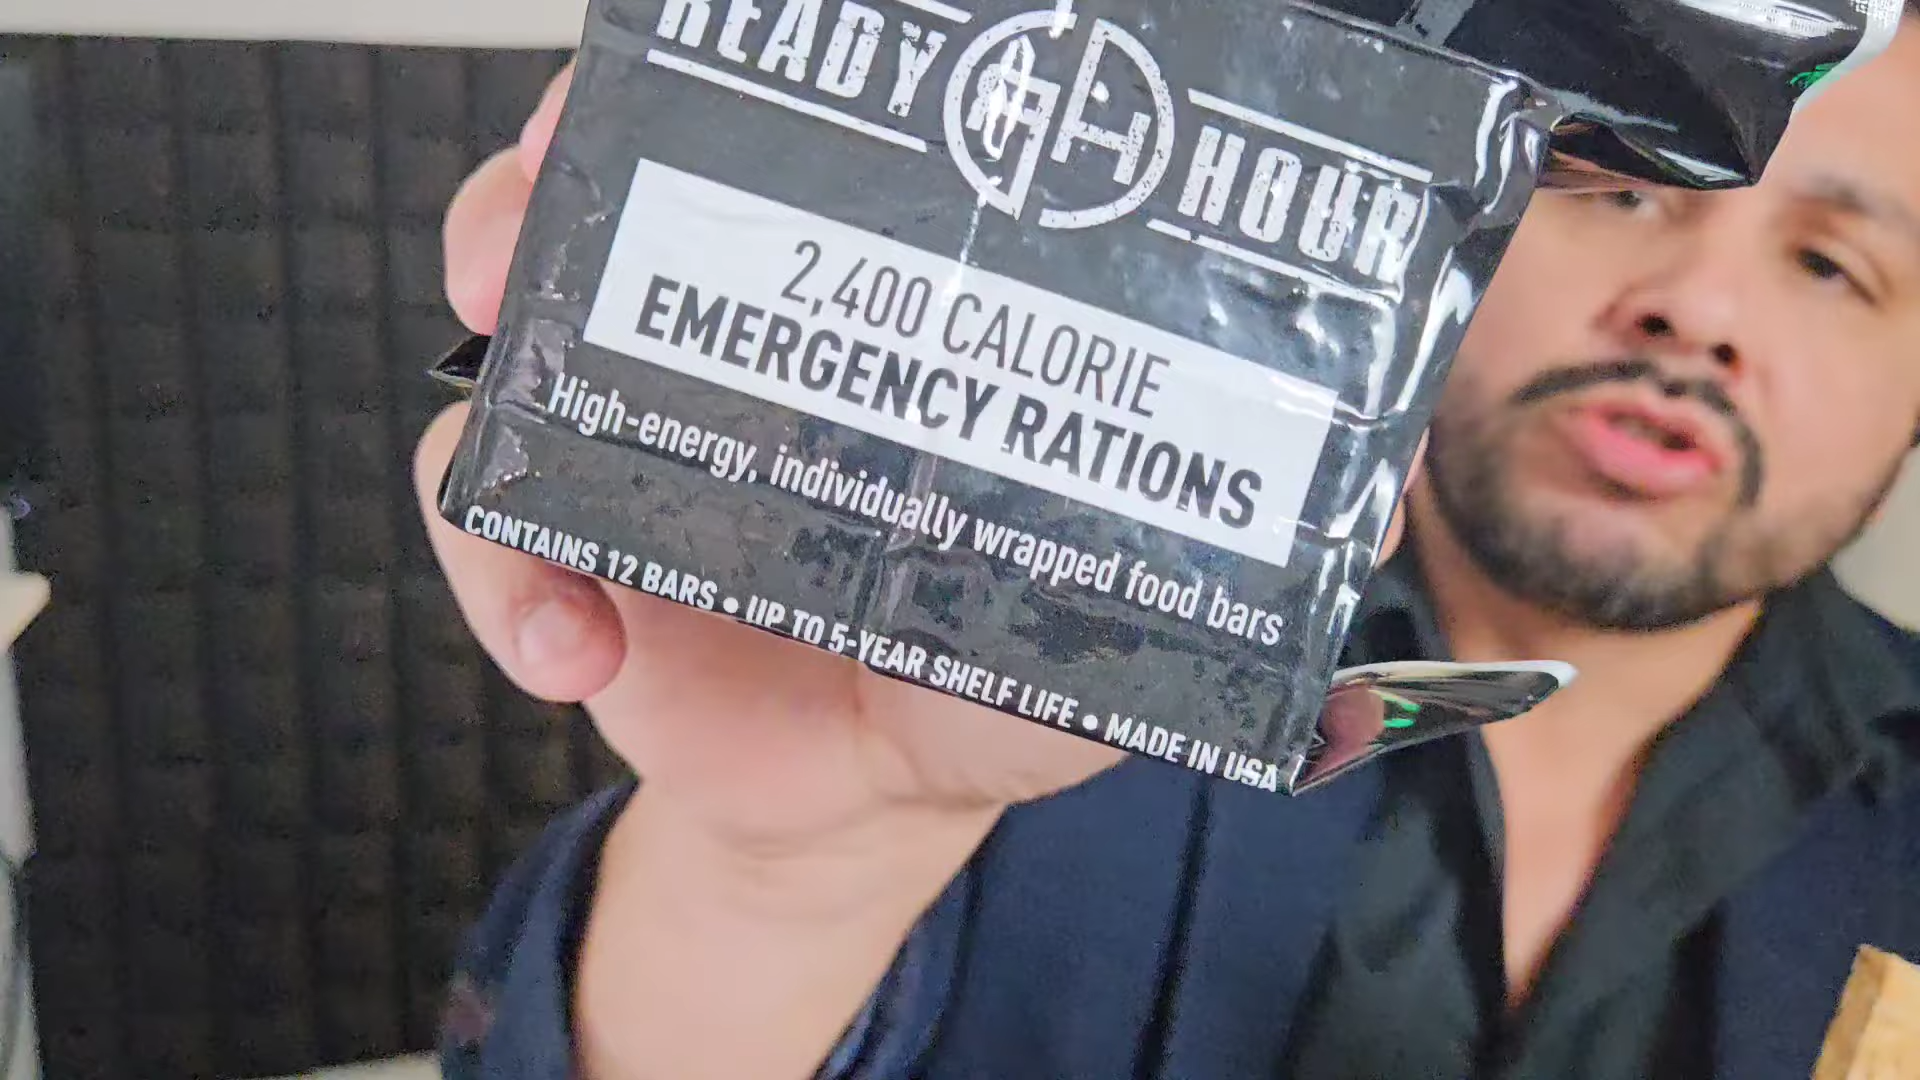 READY RH HOUR
2,400 CALORIE
EMERGENCY RATIONS
High-energy, individually wrapped food bars
CONTAINS 12 BARS • UP TO 5-YEAR SHELF LIFE • MADE IN USA